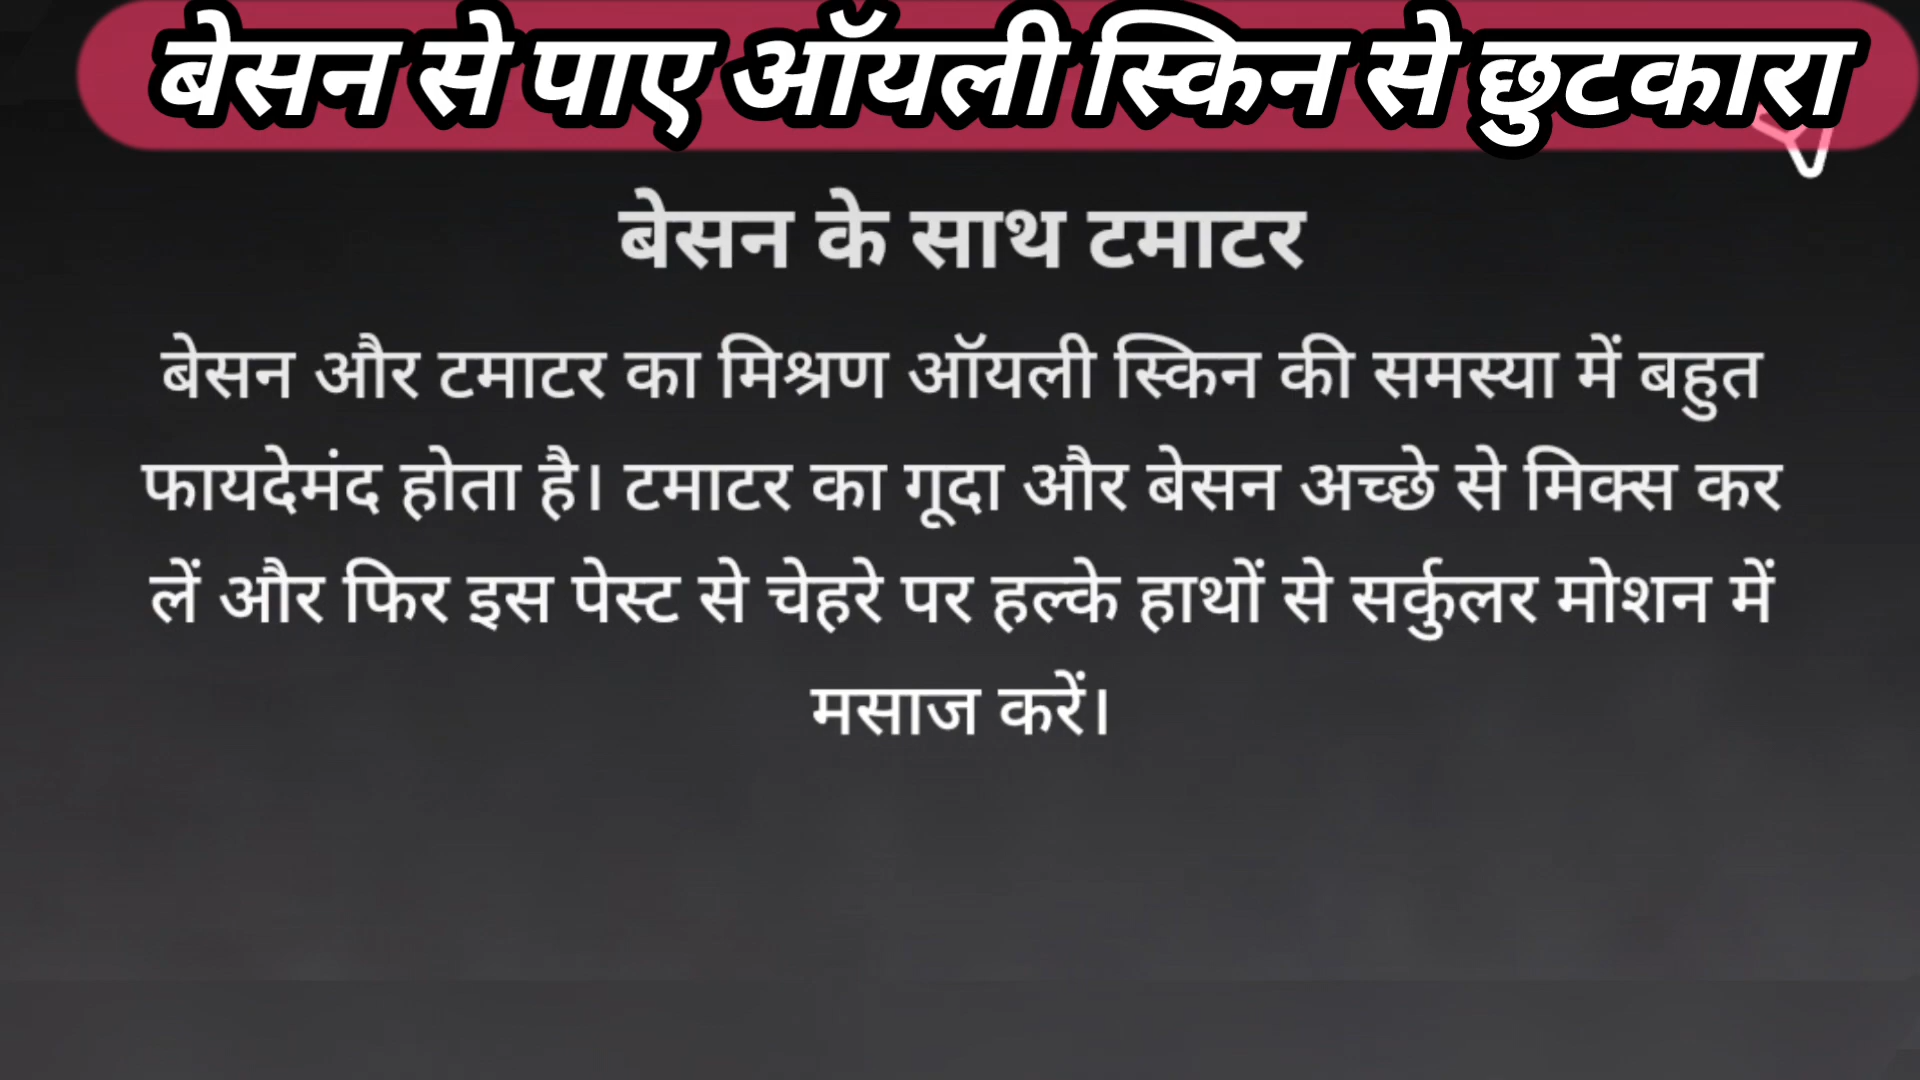 बेसन से पाए ऑयली स्किन से छुटकारा
बेसन के साथ टमाटर
बेसन और टमाटर का मिश्रण ऑयली स्किन की समस्या में बहुत
फायदेमंद होता है। टमाटर का गूदा और बेसन अच्छे से मिक्स कर
लें और फिर इस पेस्ट से चेहरे पर हल्के हाथों से सर्कुलर मोशन में
मसाज करें।